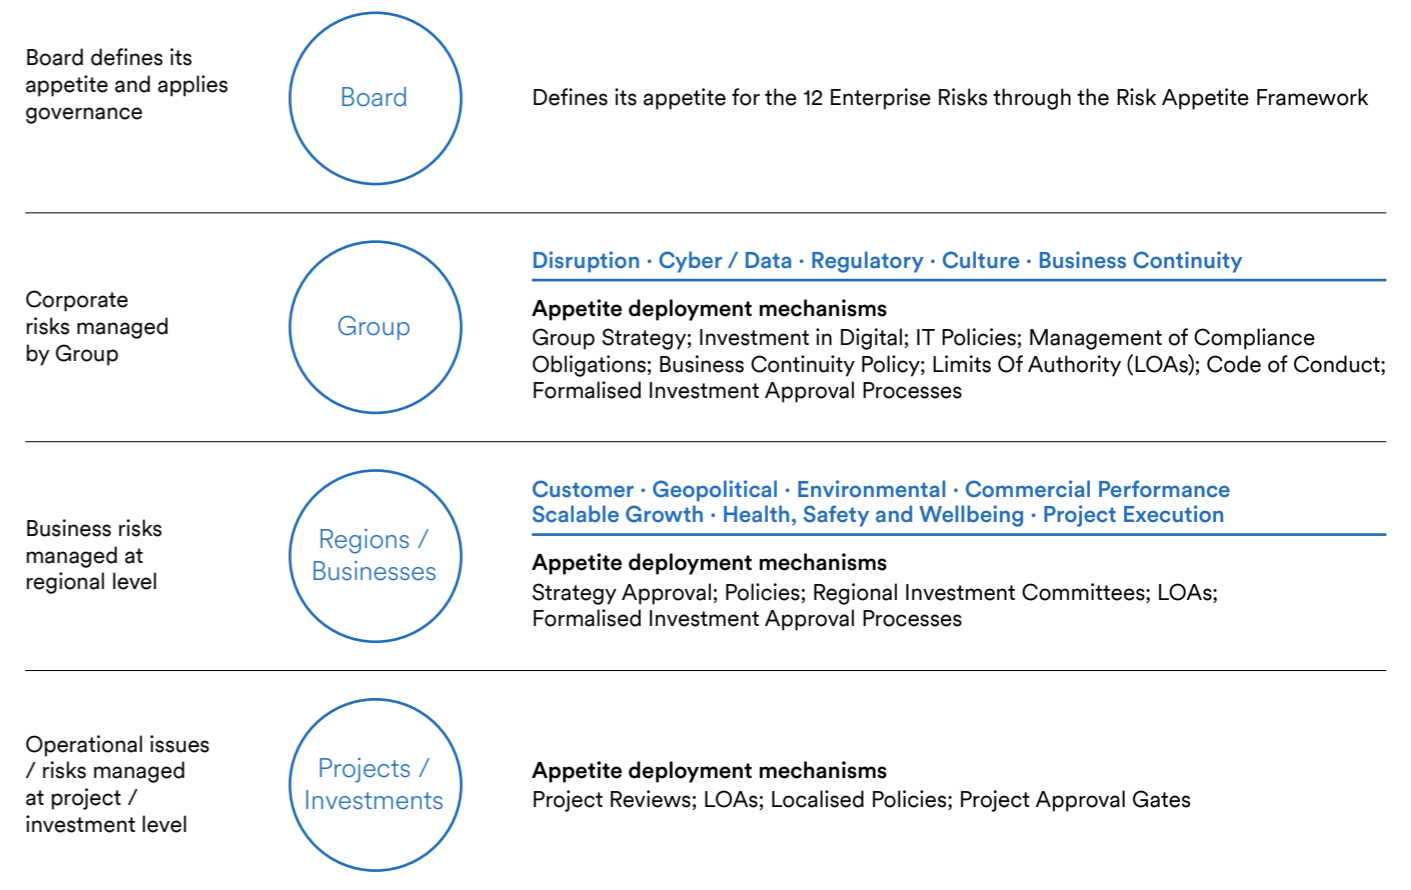 Board defines its
appetite and applies
governance
Board
Defines its appetite for the 12 Enterprise Risks through the Risk Appetite Framework
Corporate
risks managed
by Group
Group
Disruption · Cyber / Data · Regulatory · Culture · Business Continuity
Appetite deployment mechanisms
Group Strategy; Investment in Digital; IT Policies; Management of Compliance
Obligations; Business Continuity Policy; Limits Of Authority (LOAs); Code of Conduct;
Formalised Investment Approval Processes
Business risks
managed at
regional level
Regions /
Businesses
Customer · Geopolitical · Environmental · Commercial Performance
Scalable Growth · Health, Safety and Wellbeing · Project Execution
Appetite deployment mechanisms
Strategy Approval; Policies; Regional Investment Committees; LOAs;
Formalised Investment Approval Processes
Operational issues
/ risks managed
at project /
investment level
Projects /
Investments
Appetite deployment mechanisms
Project Reviews; LOAs; Localised Policies; Project Approval Gates